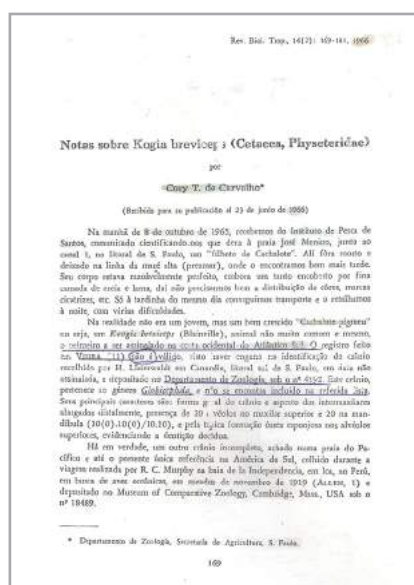 Rev. Biol. Trop., 14(2): 169-181, 1966
Notas sobre Kogia breviceps (Cetacea, Physeteridae)
por
Cory T. de Carvalho*
(Recibido para su publicación el 23 de junio de 1966)
Na manhã de 8 de outubro de 1965, recebemos do Instituto de Pesca de
Santos, comunicado cientificando-nos que dera à praia José Menino, junto ao
canal 1, no litoral de S. Paulo, um "filhote de Cachalote". Ali fôra morto e
deixado na linha da maré alta (preamar), onde o encontramos bem mais tarde.
Seu corpo estava razoàvelmente perfeito, embora um tanto encoberto por fina
camada de areia e lama, daí não precisarmos bem a distribuição de côres, marcas
cicatrizes, etc. Só à tardinha do mesmo dia conseguimos transporte e o retalhamos
à noite, com várias dificuldades.
Na realidade não era um jovem, mas um bem crescido "Cachalote-pigmeu"
ou seja, um Kogia breviceps (Blainville), animal não muito comum e mesmo,
o primeiro a ser assinalado na costa ocidental do Atlântico Sul. O registro feito
na (11) não é válido, visto haver engano na identificação do crânio
recolhido por H. em Cananéia, litoral sul de S. Paulo, em data não
assinalada, e depositado no Departamento de Zoologia, sob o nº Este crânio,
pertence ao gênero Globicephala, e não se encontra incluído na referida lista.
Seus principais caracteres são: forma geral do crânio e aspecto dos intermaxilares
alargados distalmente, presença de 20 alvéolos no maxilar superior e 20 na man-
díbula (10(0)-10(0)/10.10), e pela típica formação óssea esponjosa nos alvéolos
superiores, evidenciando a dentição decídua.
Há em verdade, um outro crânio incompleto, achado numa praia do Pa-
cífico e até o presente única referência na América do Sul, colhido durante a
viagem realizada por R. C. Murphy na baía de la Independencia, em Ica, no Perú,
em busca de aves oceânicas, em meados de novembro de 1919 (ALLEN, 1) e
depositado no Museum of Comparative Zoology, Cambridge, Mass., USA sob o
nº 18489.
* Departamento de Zoologia, Secretaria de Agricultura, S. Paulo.
169